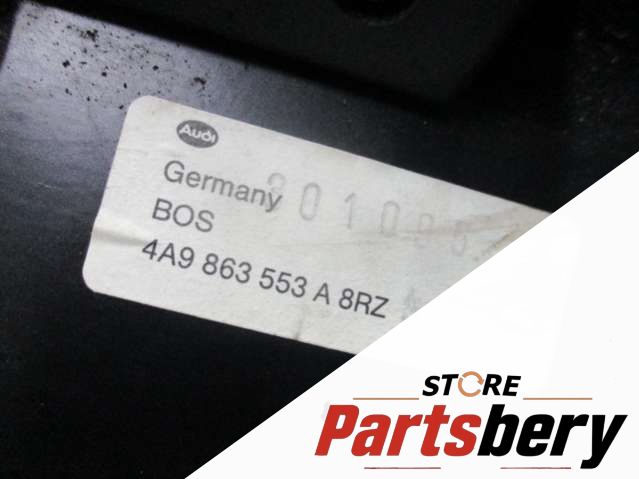 Audi
Germany
BOS
4A9 863 553 A 8RZ
STORE
Partsbery